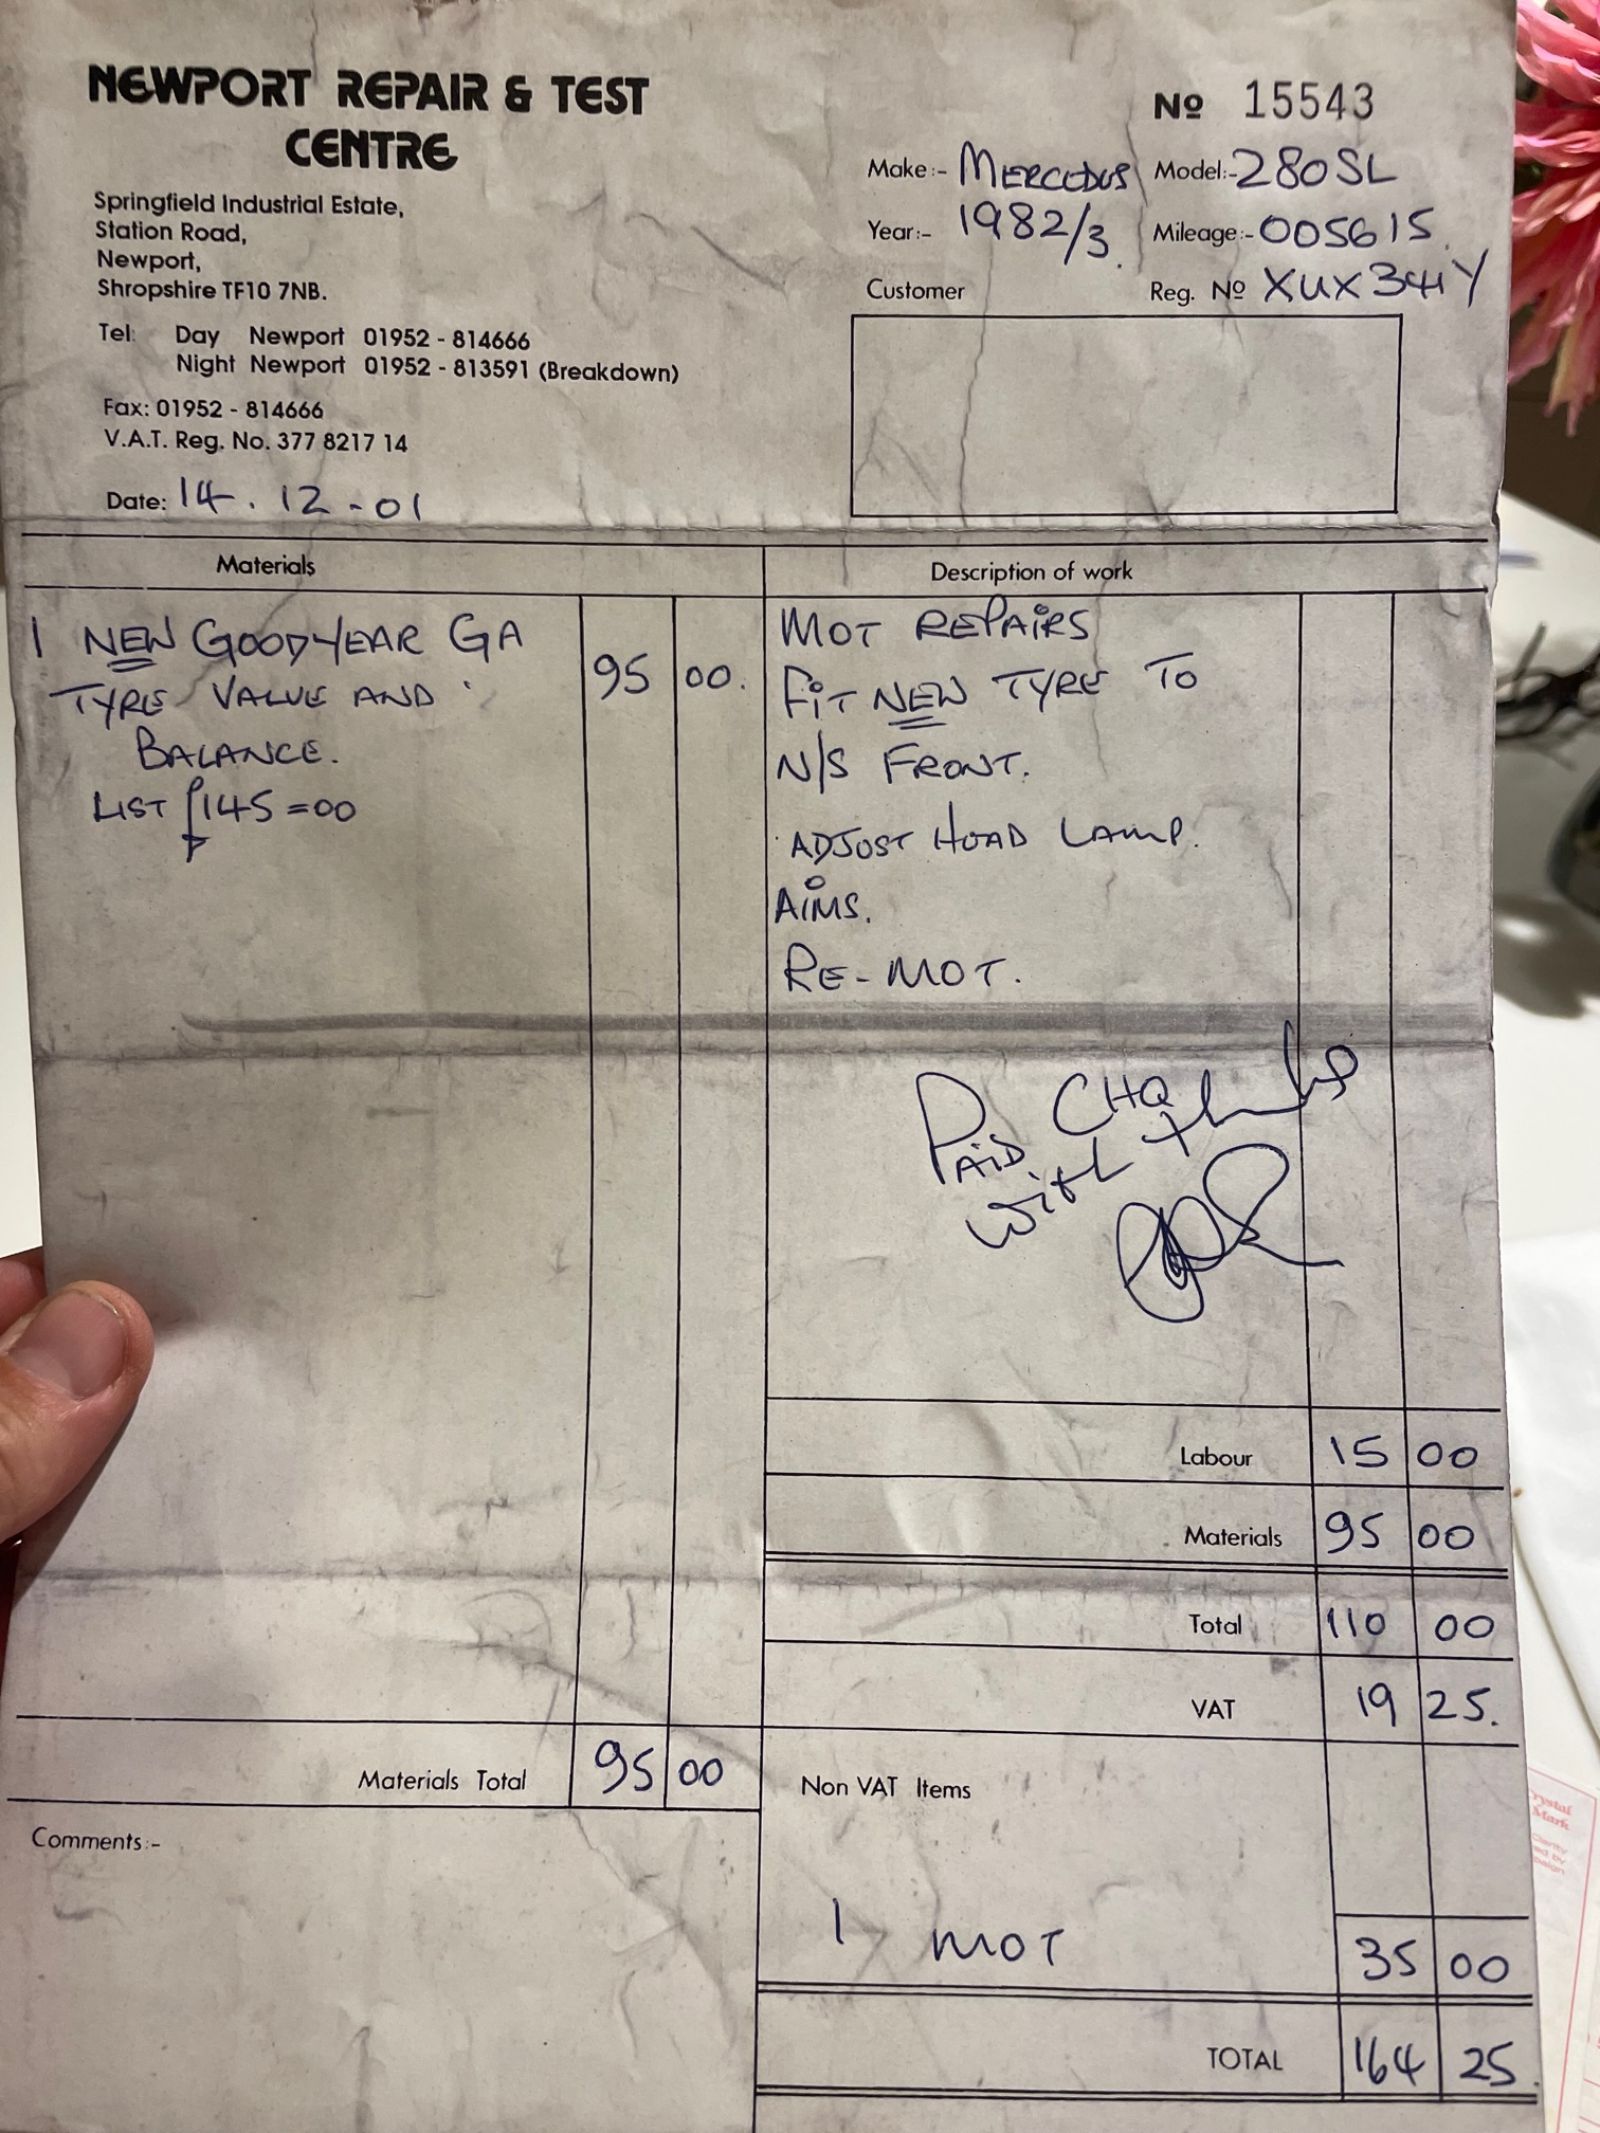 NEWPORT REPAIR & TEST
CENTRE
Springfield Industrial Estate,
Station Road,
Newport,
Shropshire TF10 7NB.
Tel: Day Newport 01952 - 814666
Night Newport 01952 - 813591 (Breakdown)
Fax: 01952 - 814666
V.A.T. Reg. No. 377 8217 14
Date: 14 . 12 - 01
Nº 15543
Make:- MERCEDES Model:- 280SL
Year:- 1982/3. Mileage:- 005615.
Customer Reg. Nº XUX 341Y
Materials
1 NEW GOODYEAR GA 95 00.
TYRE VALUE AND
BALANCE.
LIST £145=00
Materials Total 95 00
Comments:-
Description of work
MOT REPAIRS
FIT NEW TYRE TO
N/S FRONT.
ADJUST HEAD LAMP.
AIMS.
RE-MOT.
PAID CHQ
with thanks
Labour 15 00
Materials 95 00
Total 110 00
VAT 19 25.
Non VAT Items
1 MOT 35 00
TOTAL 164 25.
rystal
Mark